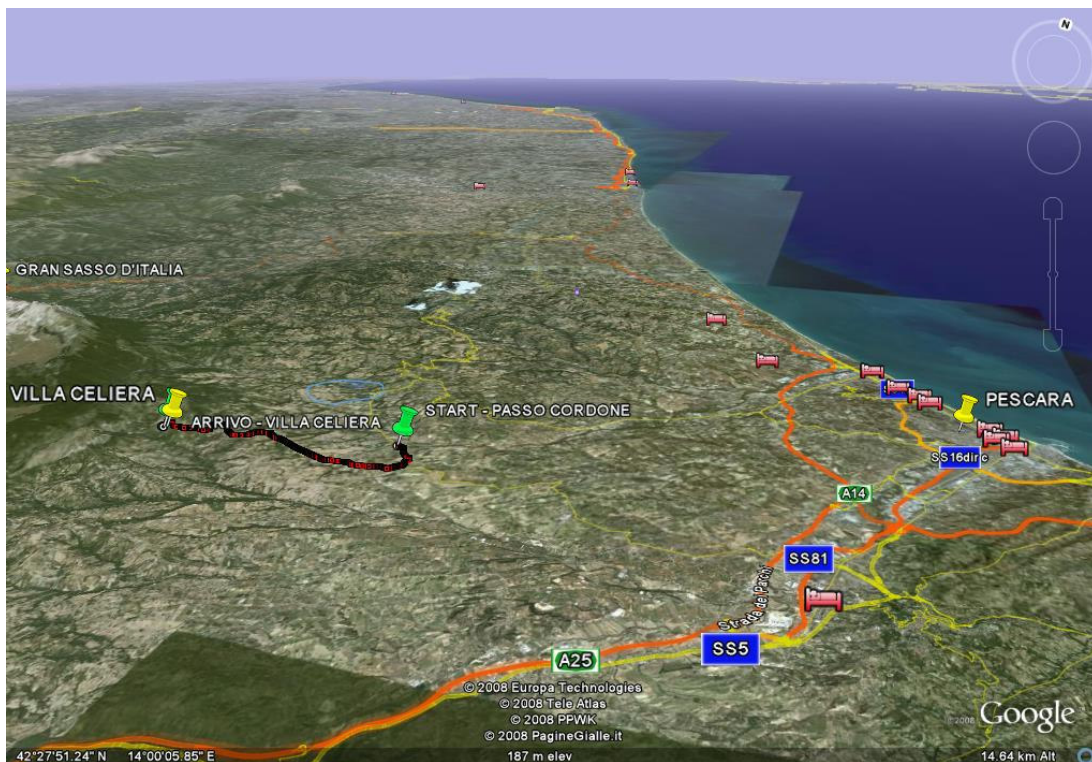 N
GRAN SASSO D'ITALIA
VILLA CELIERA
ARRIVO - VILLA CELIERA
START - PASSO CORDONE
PESCARA
SS16dir c
A14
SS81
Strada dei Parchi
SS5
A25
© 2008 Europa Technologies
© 2008 Tele Atlas
© 2008 PPWK
© 2008 PagineGialle.it
©2008 Google
42°27'51.24" N 14°00'05.85" E 187 m elev 14.64 km Alt